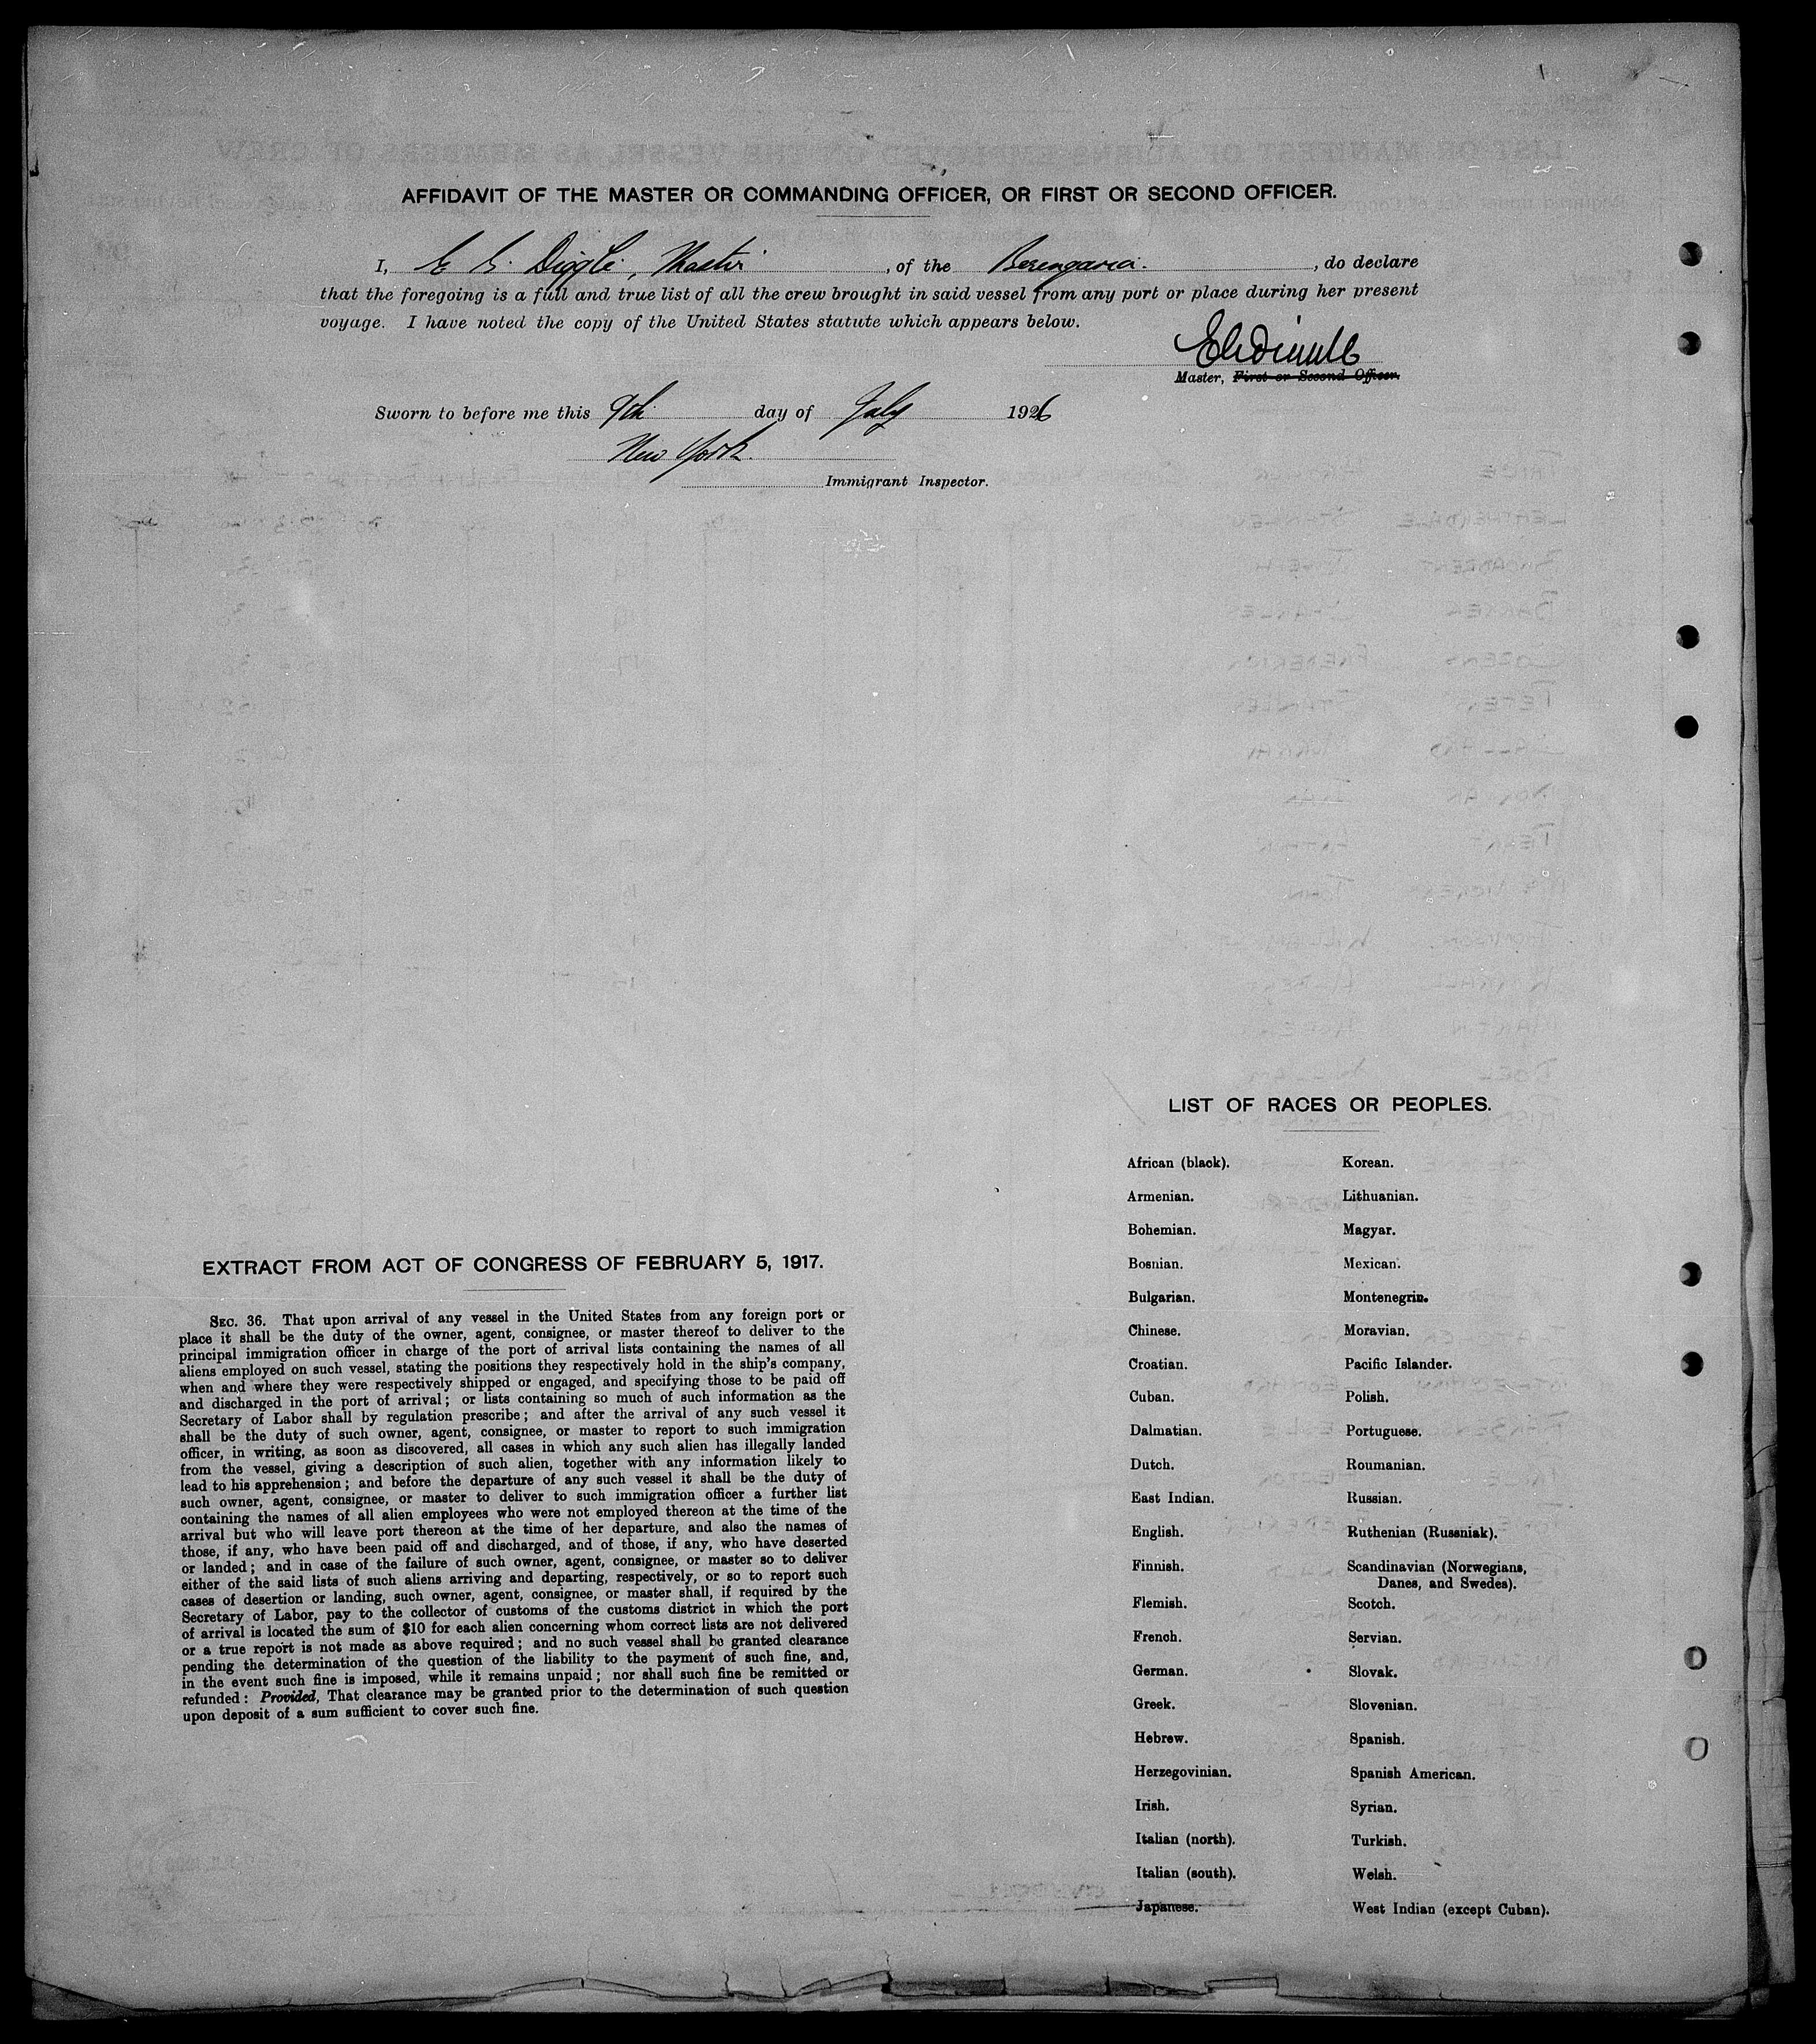 AFFIDAVIT OF THE MASTER OR COMMANDING OFFICER, OR FIRST OR SECOND OFFICER.
I, E G. Diggle, Master, of the Berengaria., do declare
that the foregoing is a full and true list of all the crew brought in said vessel from any port or place during her present
voyage. I have noted the copy of the United States statute which appears below.
Master, First or Second Officer.
Sworn to before me this 9th day of July 1926
New York.
Immigrant Inspector.
LIST OF RACES OR PEOPLES.
African (black). Korean.
Armenian. Lithuanian.
Bohemian. Magyar.
Bosnian. Mexican.
Bulgarian. Montenegrin.
Chinese. Moravian.
Croatian. Pacific Islander.
Cuban. Polish.
Dalmatian. Portuguese.
Dutch. Roumanian.
East Indian. Russian.
English. Ruthenian (Russniak).
Finnish. Scandinavian (Norwegians,
Danes, and Swedes).
Flemish. Scotch.
French. Servian.
German. Slovak.
Greek. Slovenian.
Hebrew. Spanish.
Herzegovinian. Spanish American.
Irish. Syrian.
Italian (north). Turkish.
Italian (south). Welsh.
Japanese. West Indian (except Cuban).
EXTRACT FROM ACT OF CONGRESS OF FEBRUARY 5, 1917.
SEC. 36. That upon arrival of any vessel in the United States from any foreign port or
place it shall be the duty of the owner, agent, consignee, or master thereof to deliver to the
principal immigration officer in charge of the port of arrival lists containing the names of all
aliens employed on such vessel, stating the positions they respectively hold in the ship's company,
when and where they were respectively shipped or engaged, and specifying those to be paid off
and discharged in the port of arrival; or lists containing so much of such information as the
Secretary of Labor shall by regulation prescribe; and after the arrival of any such vessel it
shall be the duty of such owner, agent, consignee, or master to report to such immigration
officer, in writing, as soon as discovered, all cases in which any such alien has illegally landed
from the vessel, giving a description of such alien, together with any information likely to
lead to his apprehension; and before the departure of any such vessel it shall be the duty of
such owner, agent, consignee, or master to deliver to such immigration officer a further list
containing the names of all alien employees who were not employed thereon at the time of the
arrival but who will leave port thereon at the time of her departure, and also the names of
those, if any, who have been paid off and discharged, and of those, if any, who have deserted
or landed; and in case of the failure of such owner, agent, consignee, or master so to deliver
either of the said lists of such aliens arriving and departing, respectively, or so to report such
cases of desertion or landing, such owner, agent, consignee, or master shall, if required by the
Secretary of Labor, pay to the collector of customs of the customs district in which the port
of arrival is located the sum of $10 for each alien concerning whom correct lists are not delivered
or a true report is not made as above required; and no such vessel shall be granted clearance
pending the determination of the question of the liability to the payment of such fine, and,
in the event such fine is imposed, while it remains unpaid; nor shall such fine be remitted or
refunded: Provided, That clearance may be granted prior to the determination of such question
upon deposit of a sum sufficient to cover such fine.